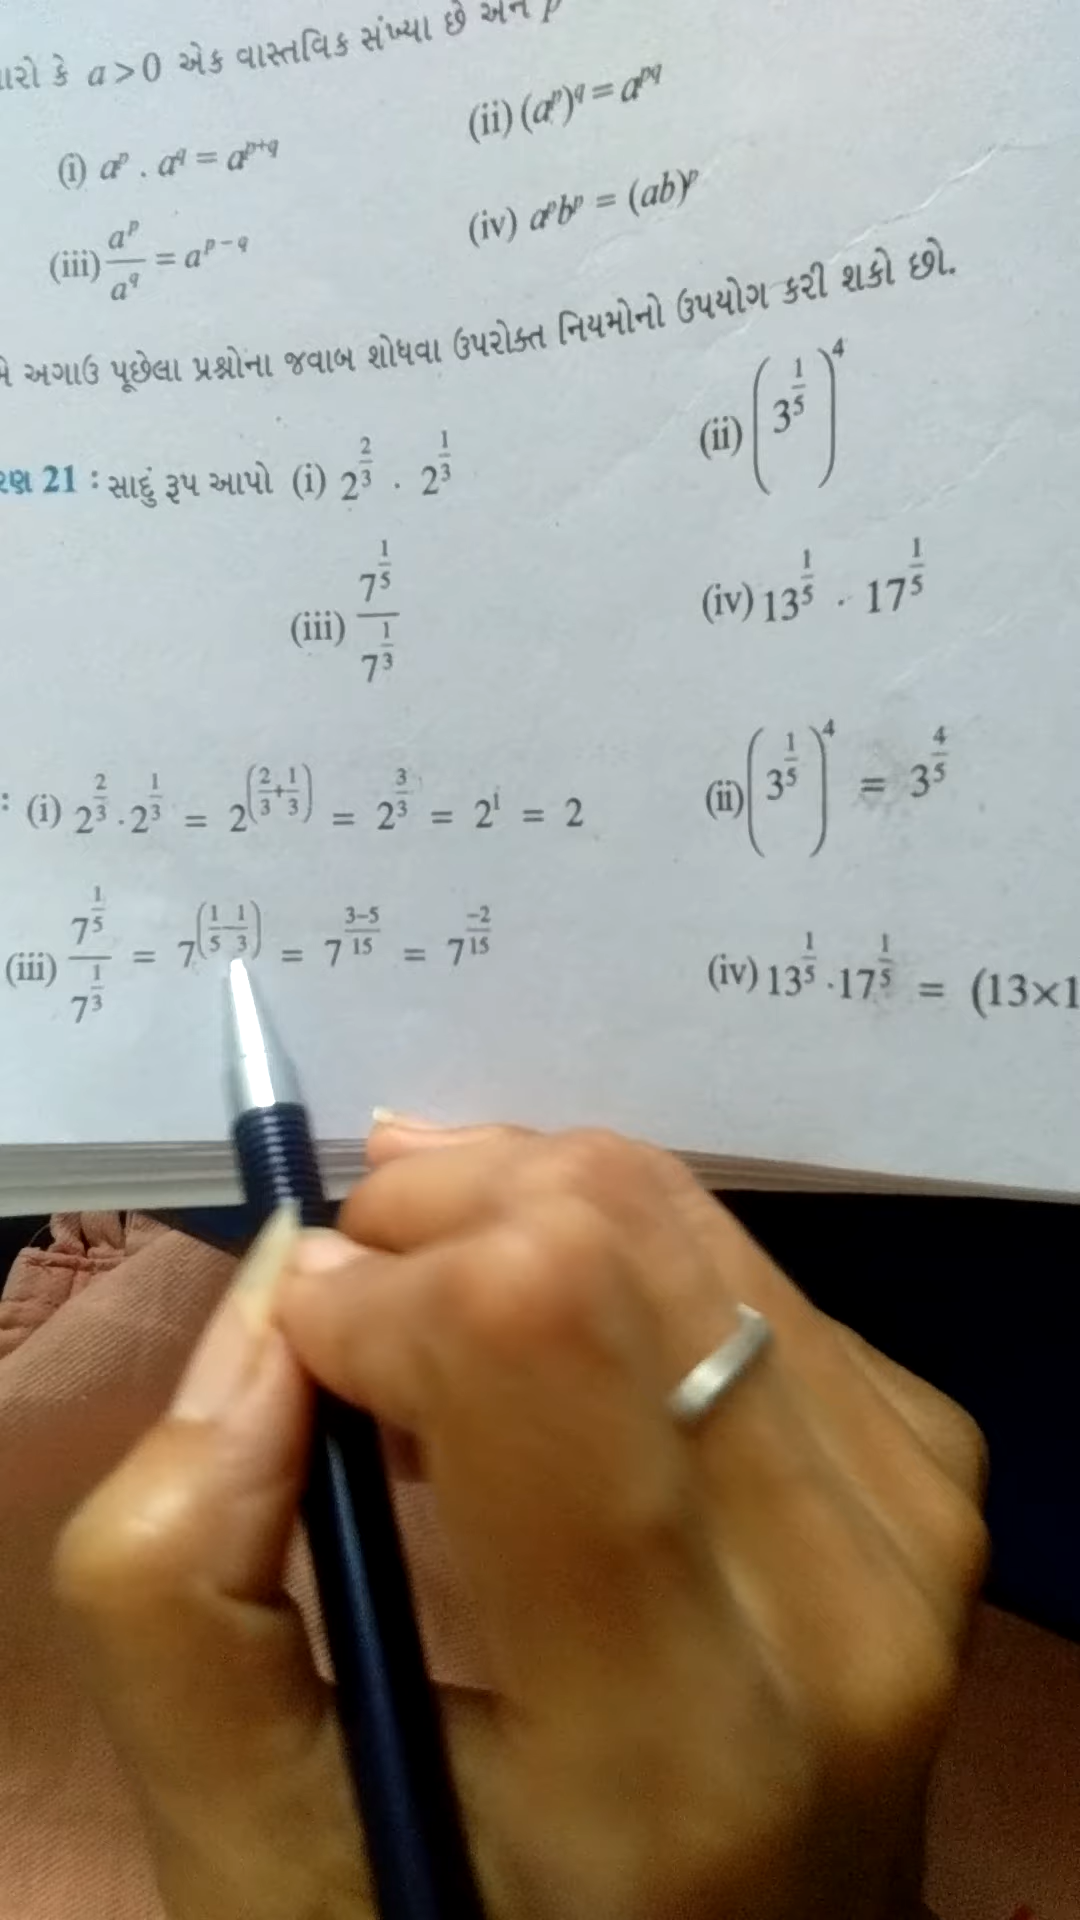 કે a > 0 એક વાસ્તવિક સંખ્યા છે અને p
(i) a^p . a^q = a^(p+q) (ii) (a^p)^q = a^(pq)
(iii) a^p/a^q = a^(p-q) (iv) a^p b^p = (ab)^p
અગાઉ પૂછેલા પ્રશ્નોના જવાબ શોધવા ઉપરોક્ત નિયમોનો ઉપયોગ કરી શકો છો.
21 : સાદું રૂપ આપો (i) 2^(2/3) . 2^(1/3) (ii) (3^(1/5))^4
(iii) 7^(1/5)/7^(1/3) (iv) 13^(1/5) . 17^(1/5)
: (i) 2^(2/3) . 2^(1/3) = 2^(2/3+1/3) = 2^(3/3) = 2^1 = 2 (ii) (3^(1/5))^4 = 3^(4/5)
(iii) 7^(1/5)/7^(1/3) = 7^(1/5-1/3) = 7^((3-5)/15) = 7^(-2/15) (iv) 13^(1/5) . 17^(1/5) = (13×1